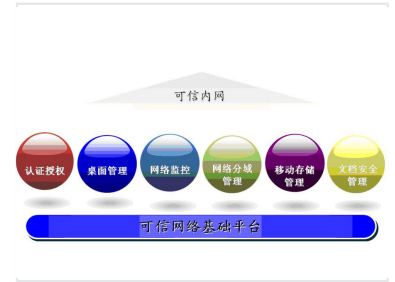 可信内网
认证授权
桌面管理
网络监控
网络分域
管理
移动存储
管理
文档安全
管理
可信网络基础平台